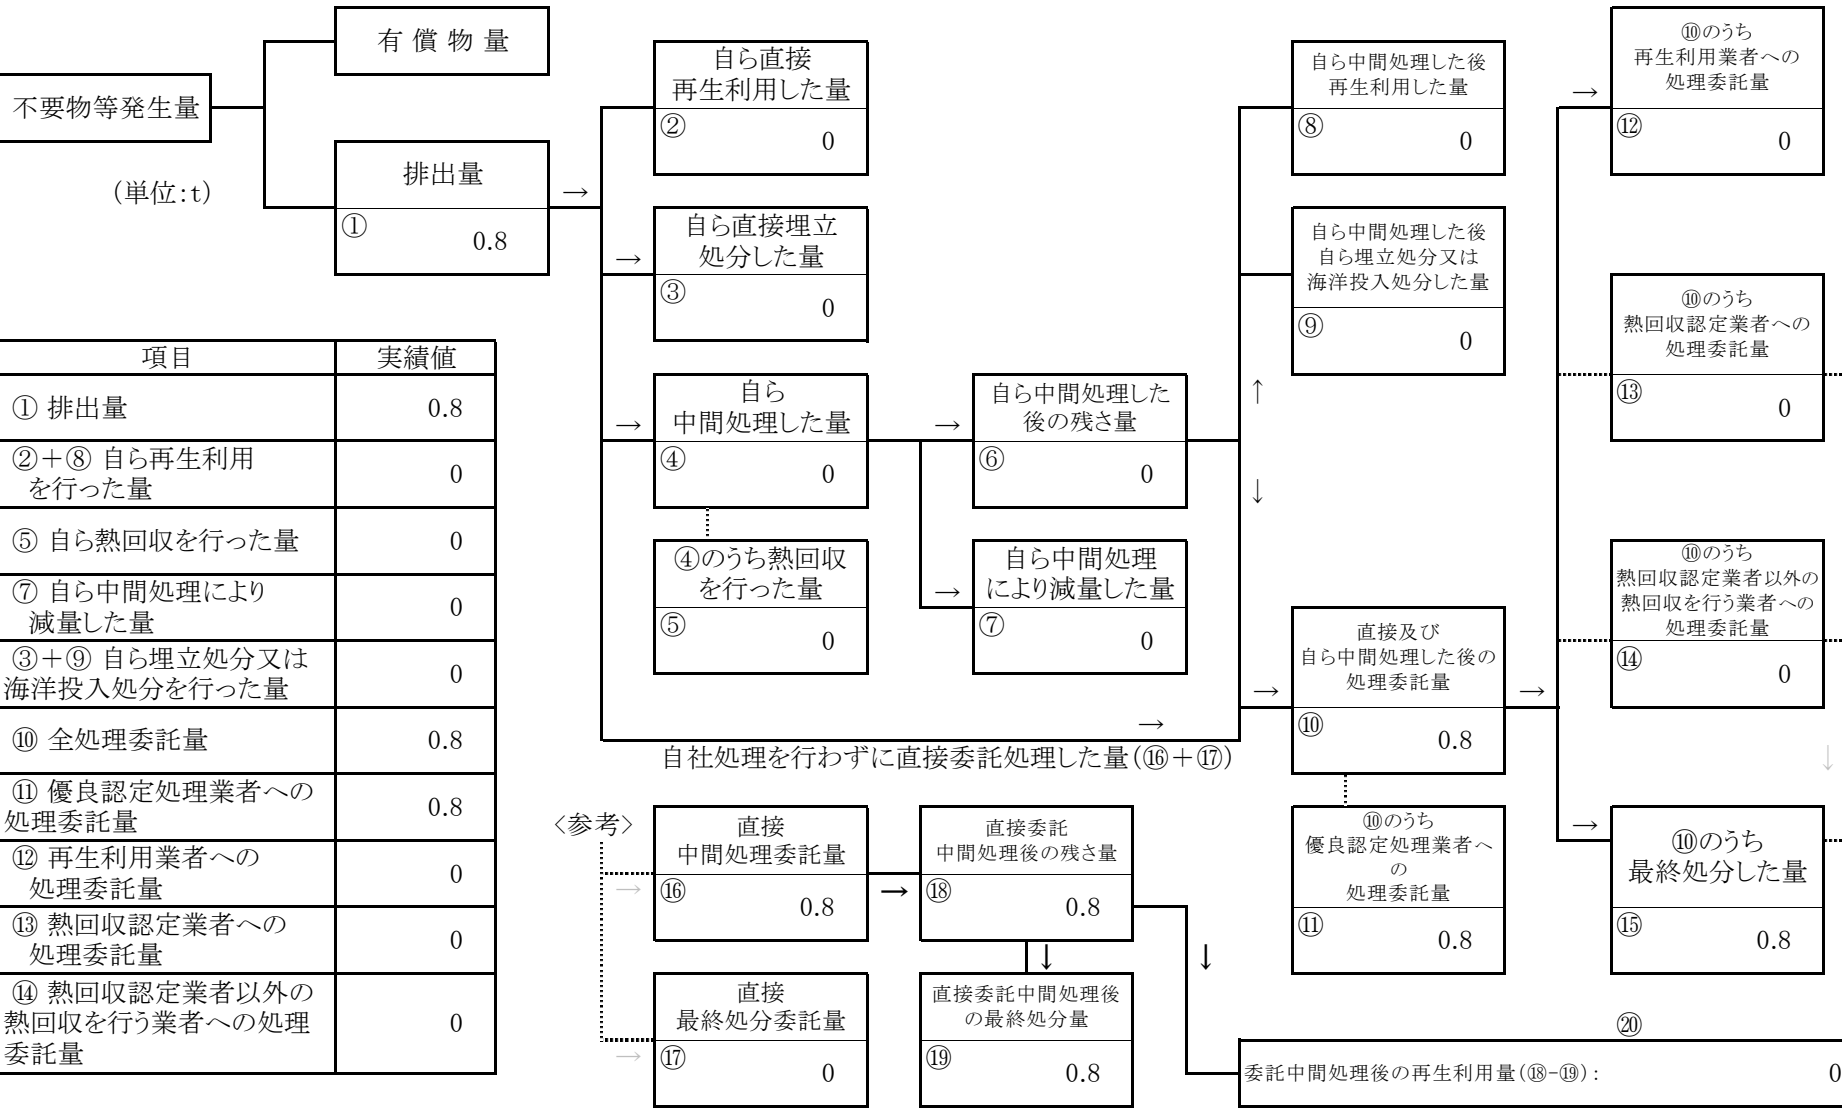 有 償 物 量
不要物等発生量
(単位:t)
排出量
①
0.8
→
自ら直接
再生利用した量
②
0
→
自ら直接埋立
処分した量
③
0
→
自ら
中間処理した量
④
0
④のうち熱回収
を行った量
⑤
0
→
自ら中間処理した
後の残さ量
⑥
0
→
自ら中間処理
により減量した量
⑦
0
自ら中間処理した後
再生利用した量
⑧
0
自ら中間処理した後
自ら埋立処分又は
海洋投入処分した量
⑨
0
↑
↓
→
直接及び
自ら中間処理した後の
処理委託量
⑩
0.8
→
⑩のうち
優良認定処理業者へ
の
処理委託量
⑪
0.8
→
⑩のうち
再生利用業者への
処理委託量
⑫
0
⑩のうち
熱回収認定業者への
処理委託量
⑬
0
⑩のうち
熱回収認定業者以外の
熱回収を行う業者への
処理委託量
⑭
0
↓
→
⑩のうち
最終処分した量
⑮
0.8
→
自社処理を行わずに直接委託処理した量(⑯+⑰)
<参考>
→
直接
中間処理委託量
⑯
0.8
→
直接
最終処分委託量
⑰
0
→
直接委託
中間処理後の残さ量
⑱
0.8
↓
直接委託中間処理後
の最終処分量
⑲
0.8
↓
⑳
委託中間処理後の再生利用量(⑱-⑲) : 0
項目 実績値
① 排出量 0.8
②+⑧ 自ら再生利用
を行った量 0
⑤ 自ら熱回収を行った量 0
⑦ 自ら中間処理により
減量した量 0
③+⑨ 自ら埋立処分又は
海洋投入処分を行った量 0
⑩ 全処理委託量 0.8
⑪ 優良認定処理業者への
処理委託量 0.8
⑫ 再生利用業者への
処理委託量 0
⑬ 熱回収認定業者への
処理委託量 0
⑭ 熱回収認定業者以外の
熱回収を行う業者への処理
委託量 0